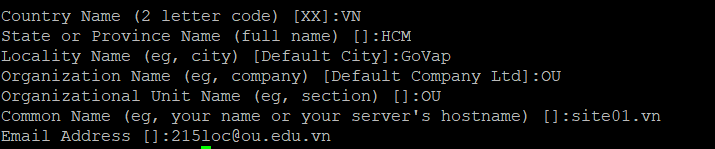 Country Name (2 letter code) [XX]:VN
State or Province Name (full name) []:HCM
Locality Name (eg, city) [Default City]:GoVap
Organization Name (eg, company) [Default Company Ltd]:OU
Organizational Unit Name (eg, section) []:OU
Common Name (eg, your name or your server's hostname) []:site01.vn
Email Address []:215loc@ou.edu.vn